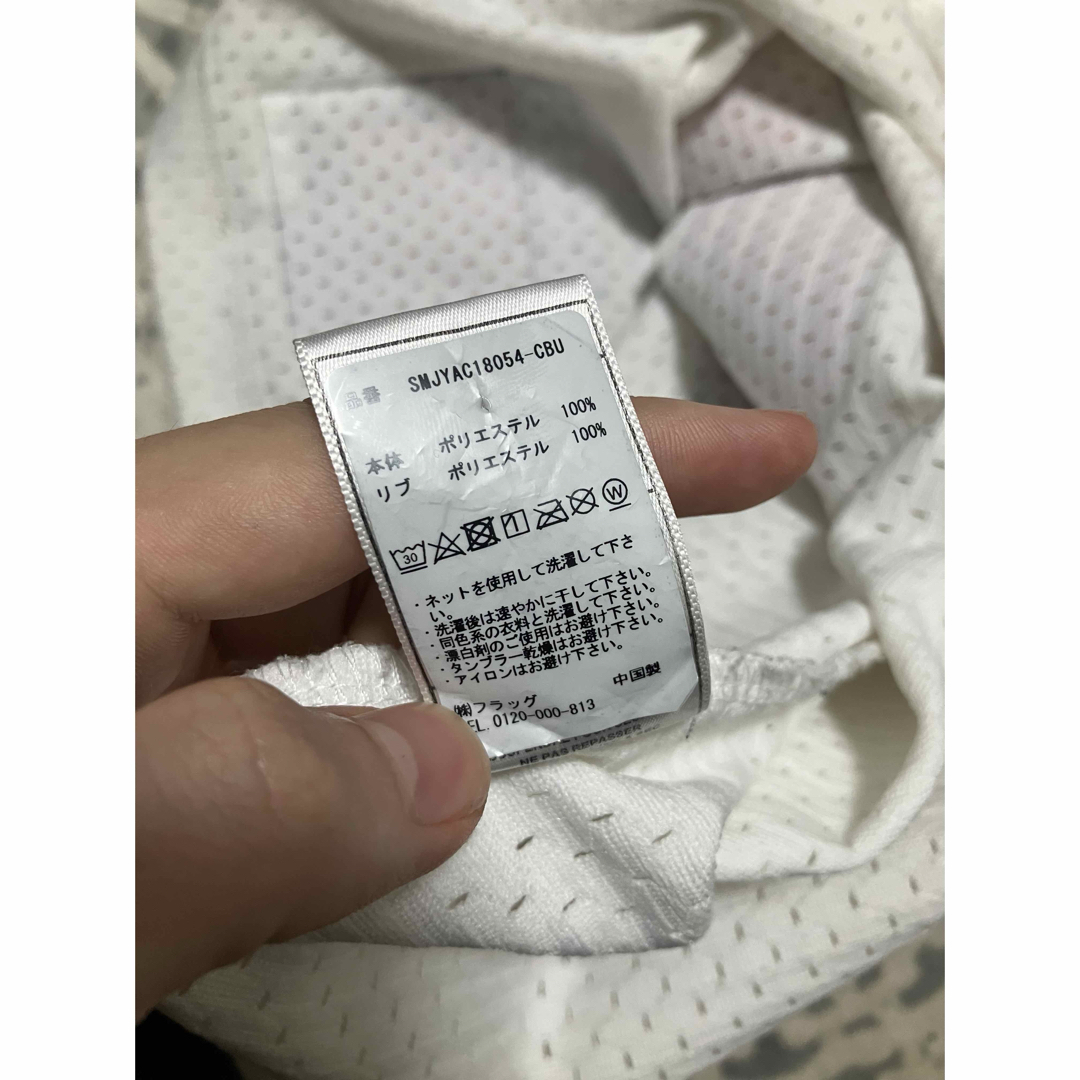 品番 SMJYAC18054-CBU
本体 ポリエステル 100%
リブ ポリエステル 100%
30 W
・ネットを使用して洗濯して下さ
い。
・洗濯後は速やかに干して下さい。
・同色系の衣料と洗濯して下さい。
・漂白剤のご使用はお避け下さい。
・タンブラー乾燥はお避け下さい。
・アイロンはお避け下さい。
中国製
㈱フラッグ
EL. 0120-000-813
NE PAS REPASSER